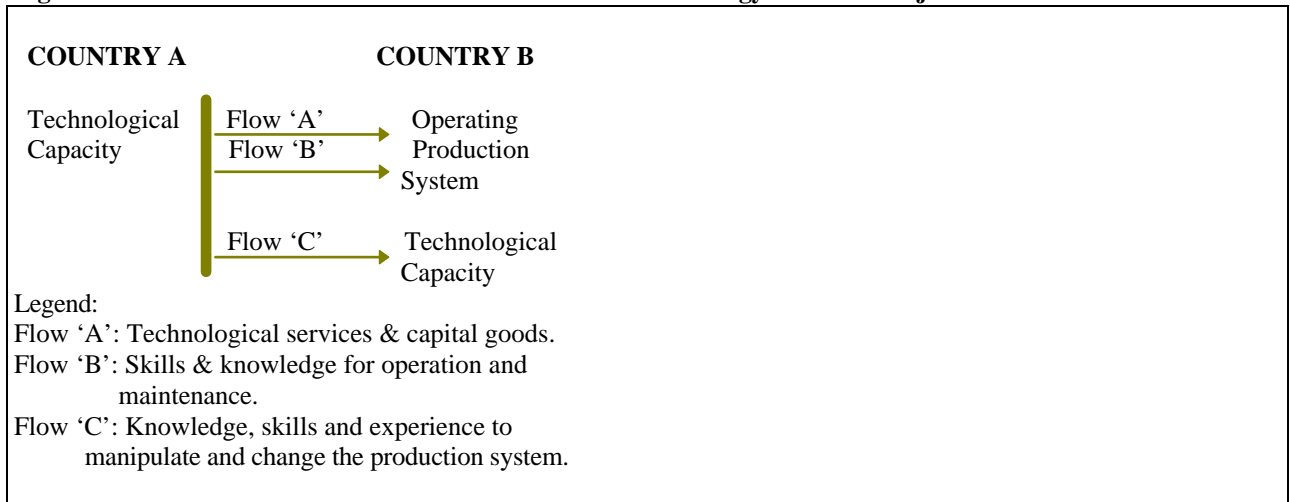 COUNTRY A COUNTRY B
Technological Flow ‘A’ Operating
Capacity Flow ‘B’ Production
System
Flow ‘C’ Technological
Capacity
Legend:
Flow ‘A’: Technological services & capital goods.
Flow ‘B’: Skills & knowledge for operation and
maintenance.
Flow ‘C’: Knowledge, skills and experience to
manipulate and change the production system.